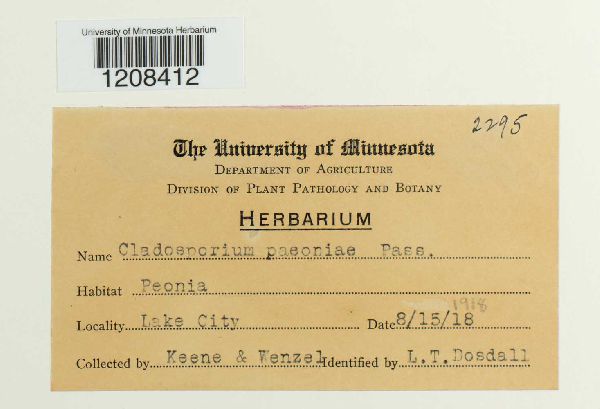 University of Minnesota Herbarium
1208412
2295
The University of Minnesota
DEPARTMENT OF AGRICULTURE
DIVISION OF PLANT PATHOLOGY AND BOTANY
HERBARIUM
Name Cladosporium paeoniae Pass.
Habitat Peonia
1918
Locality Lake City Date 8/15/18
Collected by Keene & Wenzel Identified by L.T.Dosdall